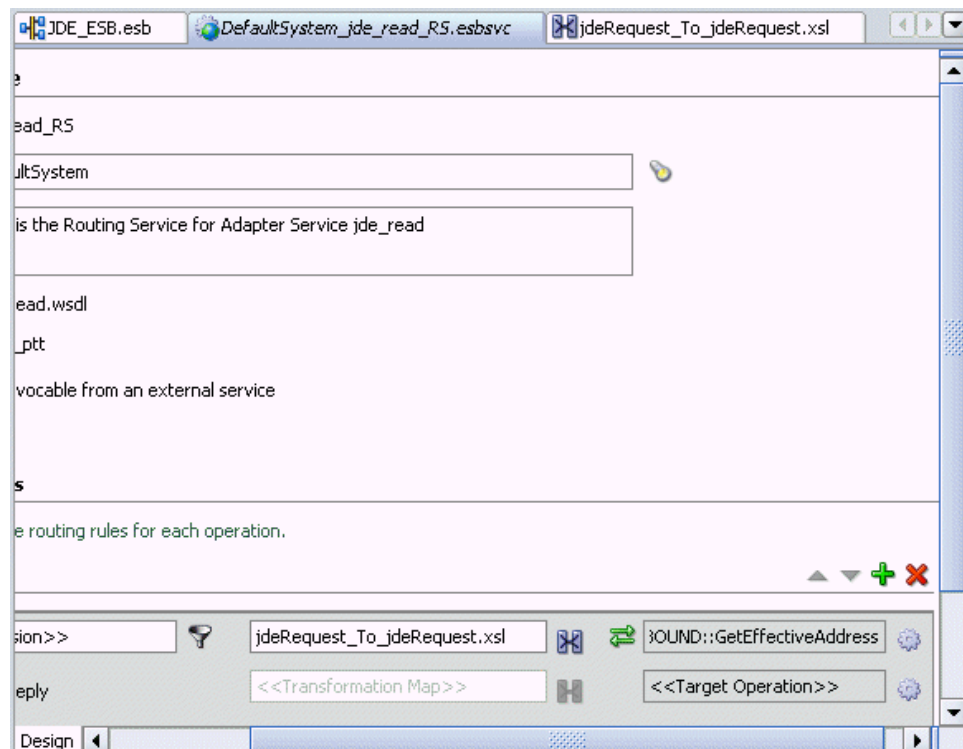 JDE_ESB.esb DefaultSystem_jde_read_RS.esbsvc jdeRequest_To_jdeRequest.xsl
e
ead_RS
ultSystem
is the Routing Service for Adapter Service jde_read
ead.wsdl
_ptt
vocable from an external service
s
e routing rules for each operation.
sion>> jdeRequest_To_jdeRequest.xsl BOUND::GetEffectiveAddress
eply <<Transformation Map>> <<Target Operation>>
Design